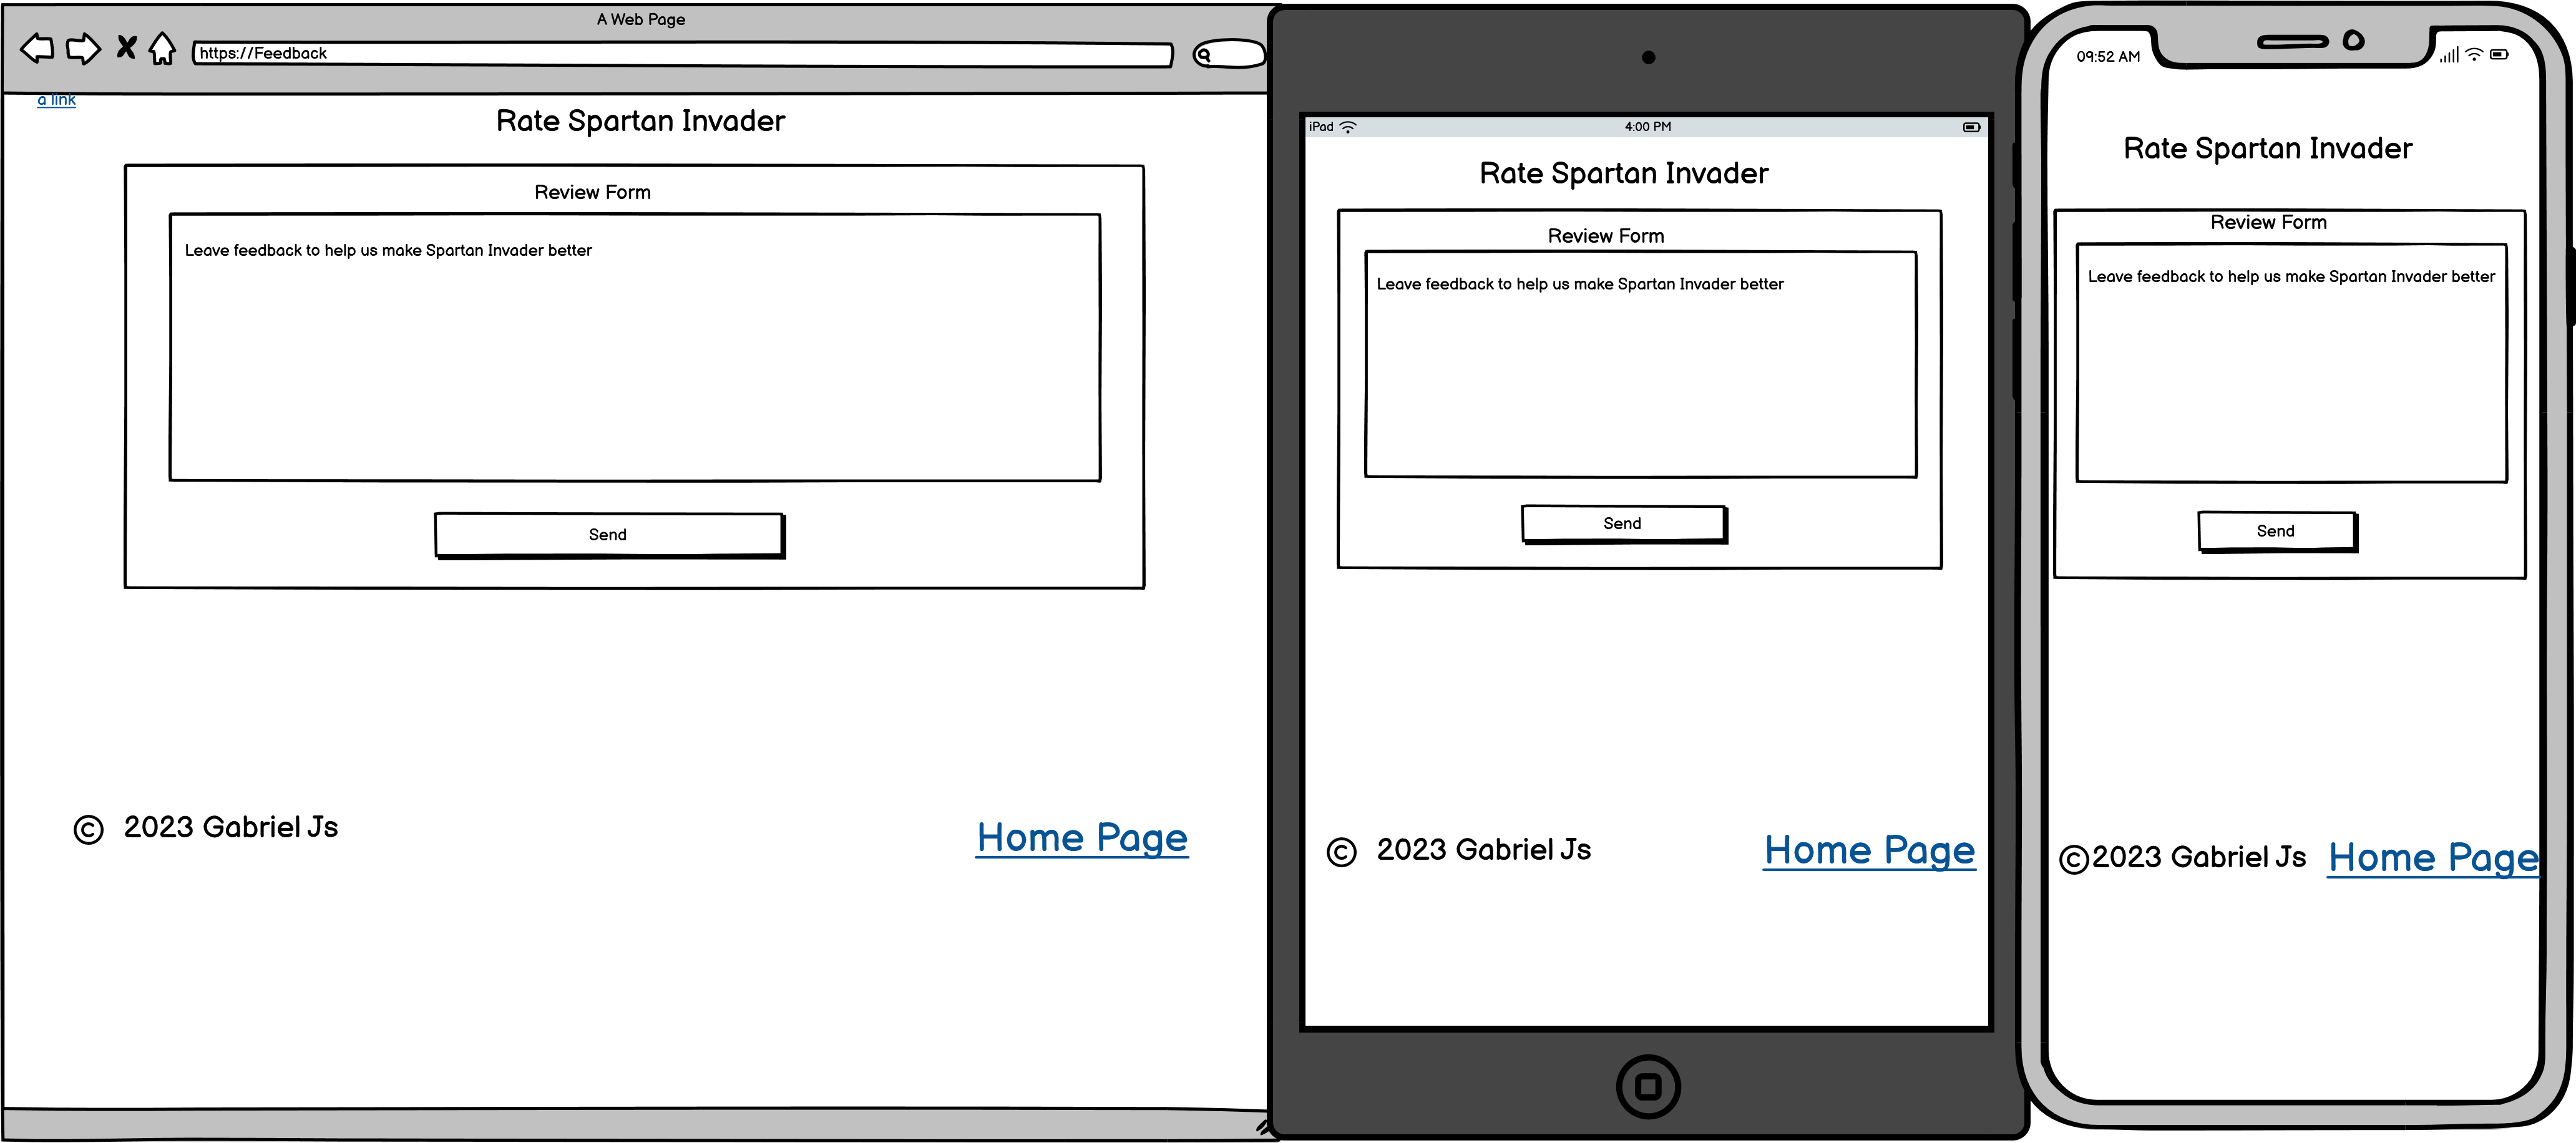 A Web Page
https://Feedback
a link
Rate Spartan Invader
Review Form
Leave feedback to help us make Spartan Invader better
Send
© 2023 Gabriel Js
Home Page
iPad
4:00 PM
Rate Spartan Invader
Review Form
Leave feedback to help us make Spartan Invader better
Send
© 2023 Gabriel Js
Home Page
09:52 AM
Rate Spartan Invader
Review Form
Leave feedback to help us make Spartan Invader better
Send
©2023 Gabriel Js
Home Page